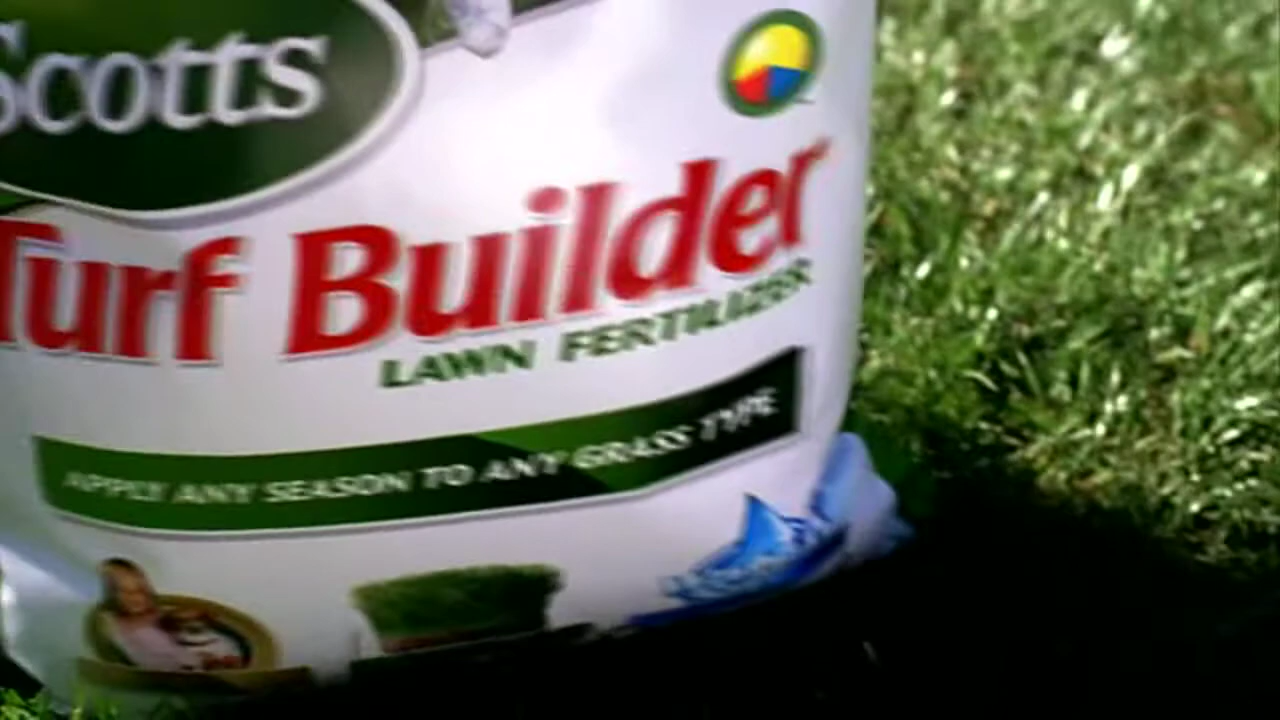 Scotts
Turf Builder
LAWN FERTILIZER
APPLY ANY SEASON TO ANY GRASS TYPE